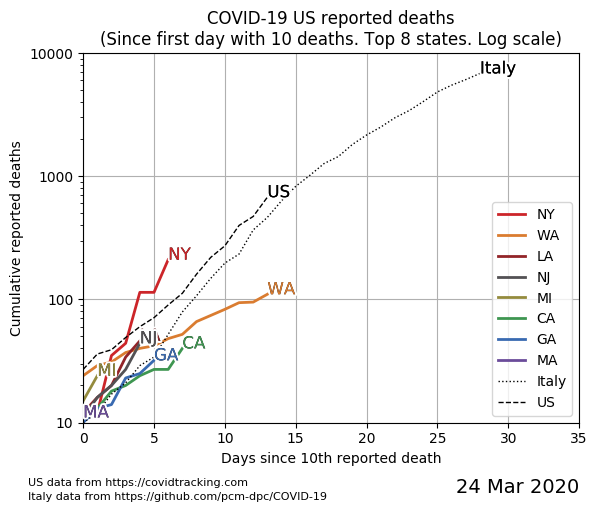 COVID-19 US reported deaths
(Since first day with 10 deaths. Top 8 states. Log scale)
Cumulative reported deaths
10000
1000
100
10
Italy
US
NY
WA
NJ
GA
CA
MI
MA
NY
WA
LA
NJ
MI
CA
GA
MA
Italy
US
0
5
10
15
20
25
30
35
Days since 10th reported death
US data from https://covidtracking.com
Italy data from https://github.com/pcm-dpc/COVID-19
24 Mar 2020